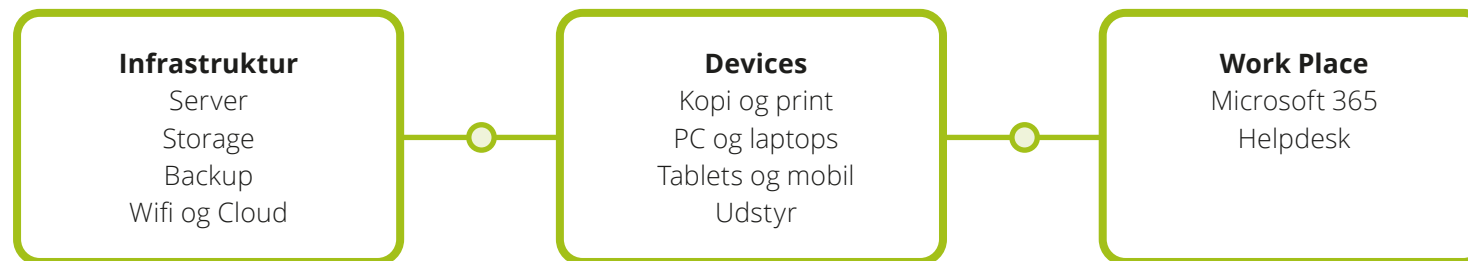 Infrastruktur
Server
Storage
Backup
Wifi og Cloud
Devices
Kopi og print
PC og laptops
Tablets og mobil
Udstyr
Work Place
Microsoft 365
Helpdesk